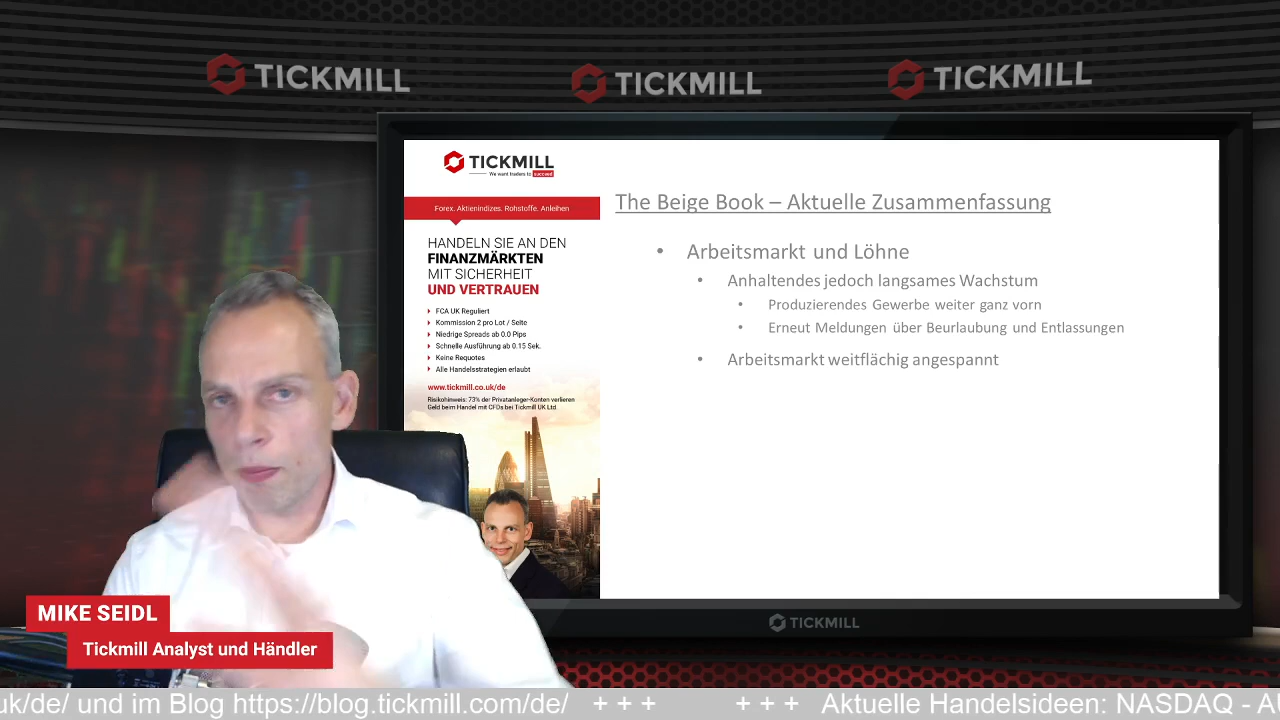 TICKMILL
TICKMILL
TICKMILL
TICKMILL
We want traders to succeed
Forex. Aktienindizes. Rohstoffe. Anleihen
HANDELN SIE AN DEN
FINANZMÄRKTEN
MIT SICHERHEIT
UND VERTRAUEN
FCA UK Reguliert
Kommission 2 pro Lot / Seite
Niedrige Spreads ab 0.0 Pips
Schnelle Ausführung ab 0.15 Sek.
Keine Requotes
Alle Handelsstrategien erlaubt
www.tickmill.co.uk/de
Risikohinweis: 73% der Privatanleger-Konten verlieren
Geld beim Handel mit CFDs bei Tickmill UK Ltd.
The Beige Book – Aktuelle Zusammenfassung
• Arbeitsmarkt und Löhne
• Anhaltendes jedoch langsames Wachstum
• Produzierendes Gewerbe weiter ganz vorn
• Erneut Meldungen über Beurlaubung und Entlassungen
• Arbeitsmarkt weitflächig angespannt
TICKMILL
MIKE SEIDL
Tickmill Analyst und Händler
uk/de/ und im Blog https://blog.tickmill.com/de/ +++ +++ Aktuelle Handelsideen: NASDAQ - A